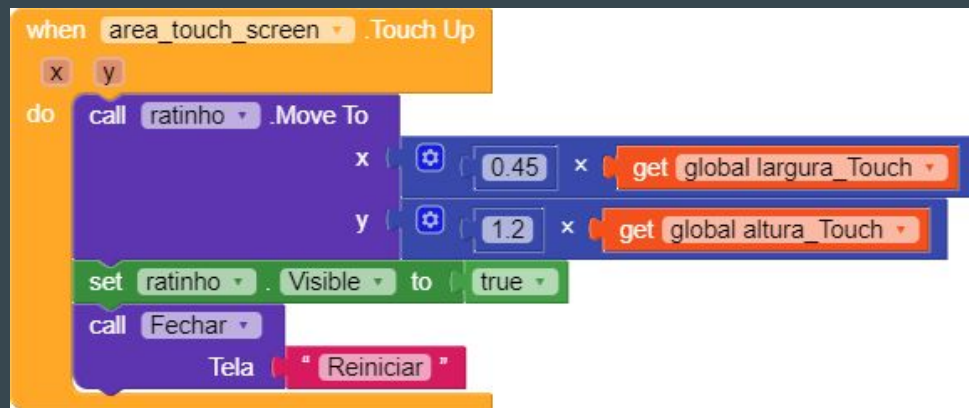 when area_touch_screen .Touch Up
x y
do call ratinho .Move To
x 0.45 × get global largura_Touch
y 1.2 × get global altura_Touch
set ratinho . Visible to true
call Fechar
Tela " Reiniciar "